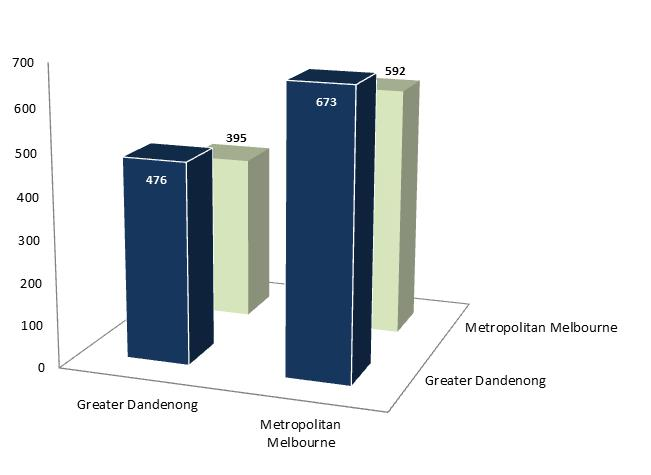 700
600
500
400
300
200
100
0
476
395
673
592
Metropolitan Melbourne
Greater Dandenong
Greater Dandenong
Metropolitan
Melbourne